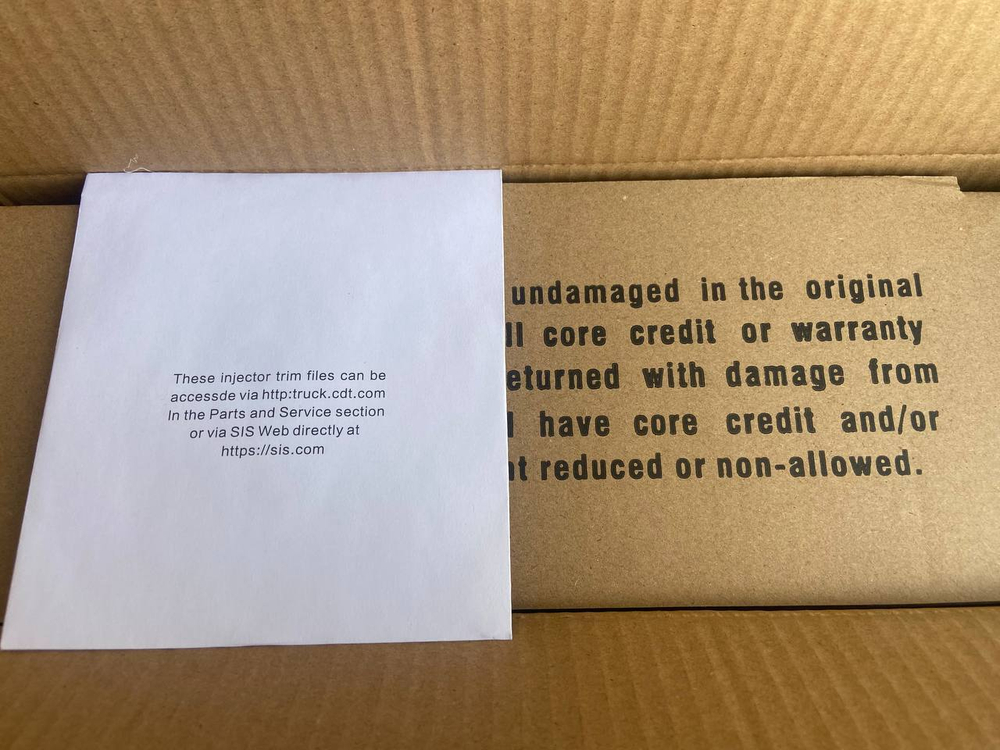 These injector trim files can be
accessde via http:truck.cdt.com
In the Parts and Service section
or via SIS Web directly at
https://sis.com
undamaged in the original
core credit or warranty
eturned with damage from
have core credit and/or
reduced or non-allowed.